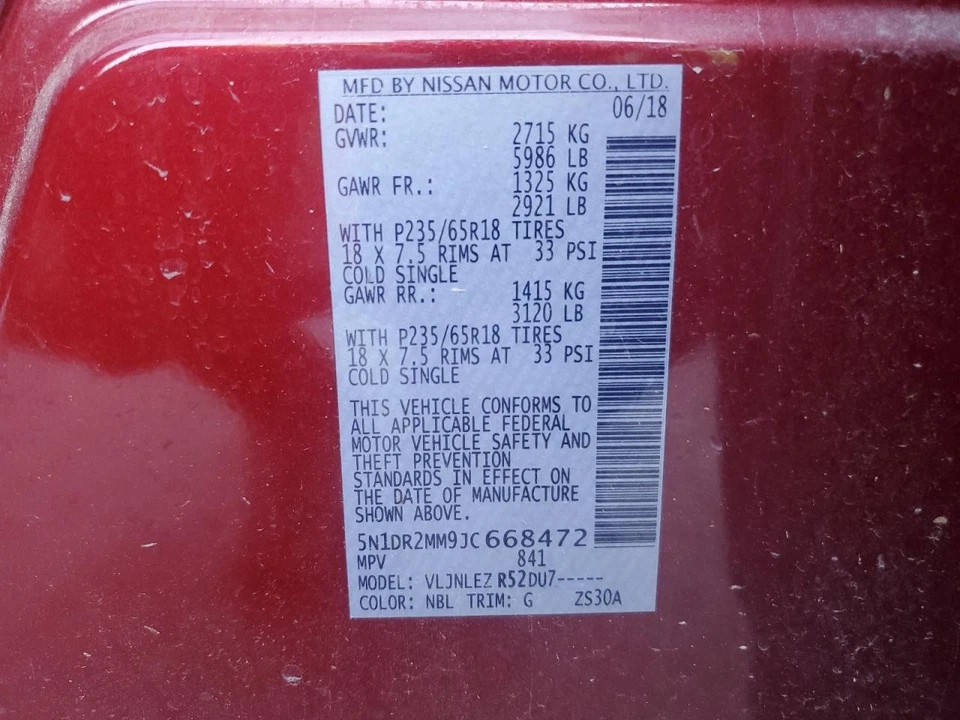 MFD BY NISSAN MOTOR CO., LTD.
DATE: 06/18
GVWR: 2715 KG
5986 LB
GAWR FR.: 1325 KG
2921 LB
WITH P235/65R18 TIRES
18 X 7.5 RIMS AT 33 PSI
COLD SINGLE
GAWR RR.: 1415 KG
3120 LB
WITH P235/65R18 TIRES
18 X 7.5 RIMS AT 33 PSI
COLD SINGLE
THIS VEHICLE CONFORMS TO
ALL APPLICABLE FEDERAL
MOTOR VEHICLE SAFETY AND
THEFT PREVENTION
STANDARDS IN EFFECT ON
THE DATE OF MANUFACTURE
SHOWN ABOVE.
5N1DR2MM9JC668472
MPV 841
MODEL: VLJNLEZ R52DU7-----
COLOR: NBL TRIM: G ZS30A